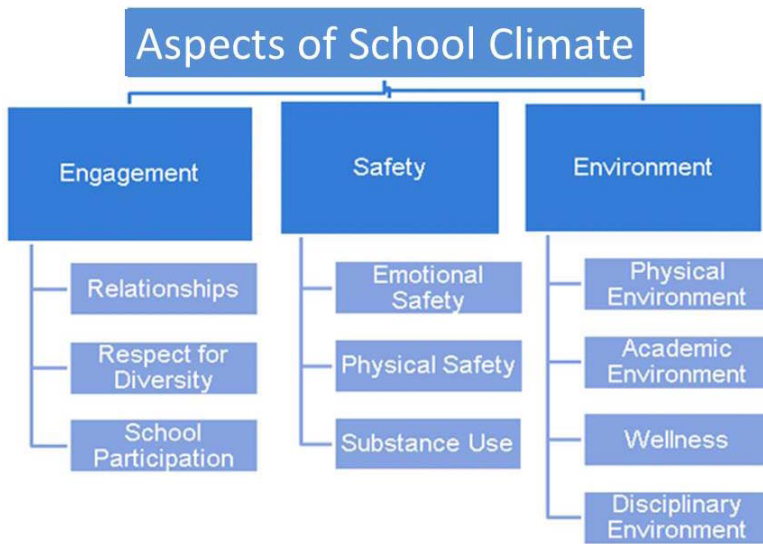 Aspects of School Climate
Engagement
Relationships
Respect for
Diversity
School
Participation
Safety
Emotional
Safety
Physical Safety
Substance Use
Environment
Physical
Environment
Academic
Environment
Wellness
Disciplinary
Environment